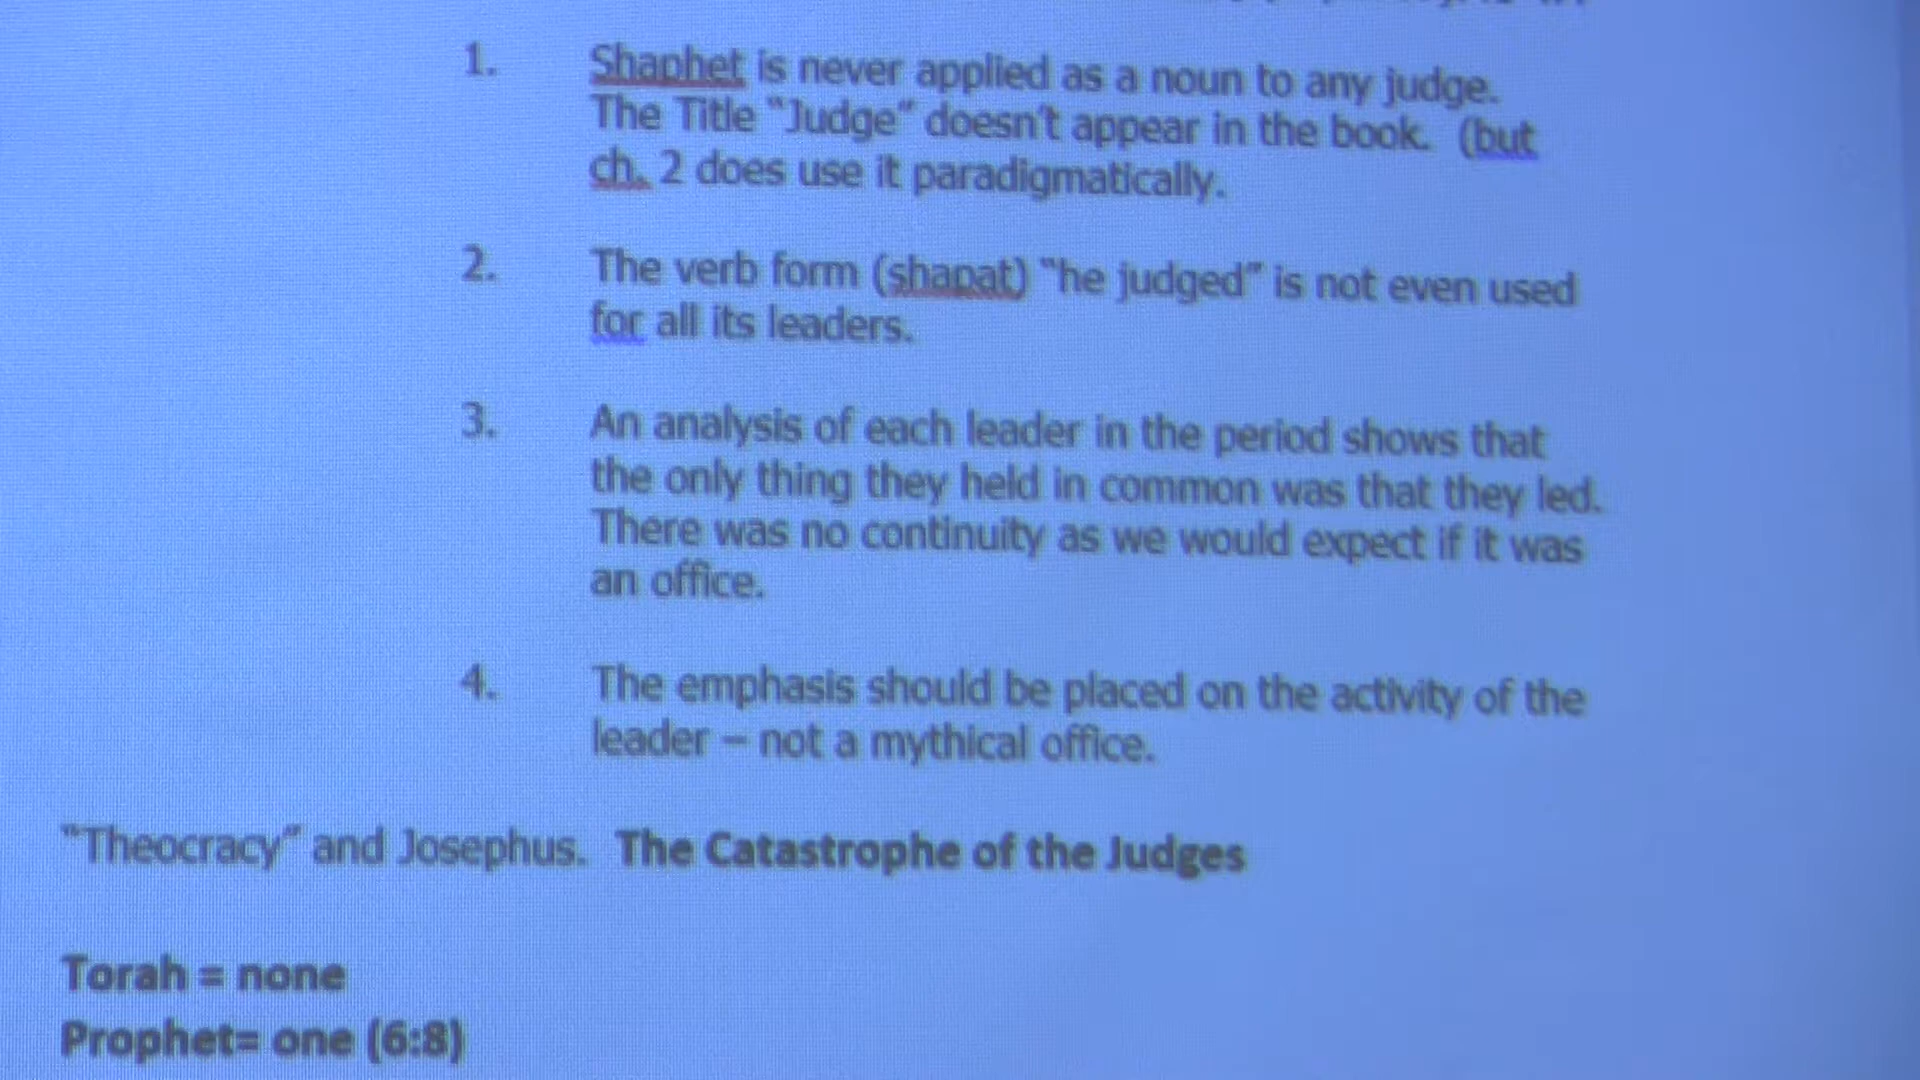 1. Shaphet is never applied as a noun to any judge.
The Title "Judge" doesn't appear in the book. (but
ch. 2 does use it paradigmatically.
2. The verb form (shapat) "he judged" is not even used
for all its leaders.
3. An analysis of each leader in the period shows that
the only thing they held in common was that they led.
There was no continuity as we would expect if it was
an office.
4. The emphasis should be placed on the activity of the
leader – not a mythical office.
"Theocracy" and Josephus. The Catastrophe of the Judges
Torah = none
Prophet= one (6:8)